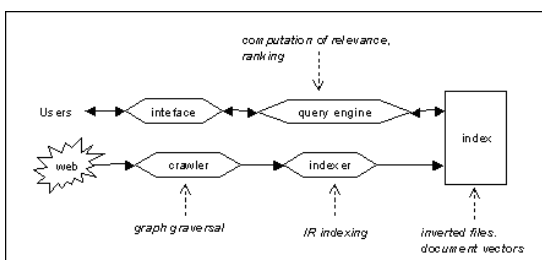 computation of relevance,
ranking
Users
inteface
query engine
index
web
crawler
indexer
graph graversal
IR indexing
inverted files.
document vectors